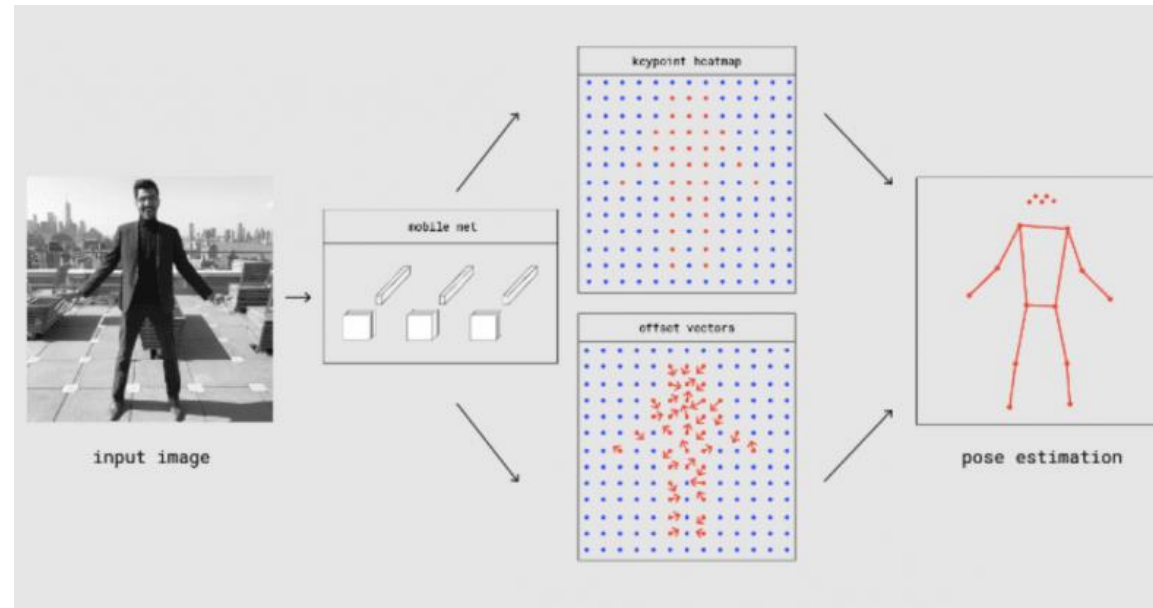 keypoint heatmap
mobile net
offset vectors
input image
pose estimation